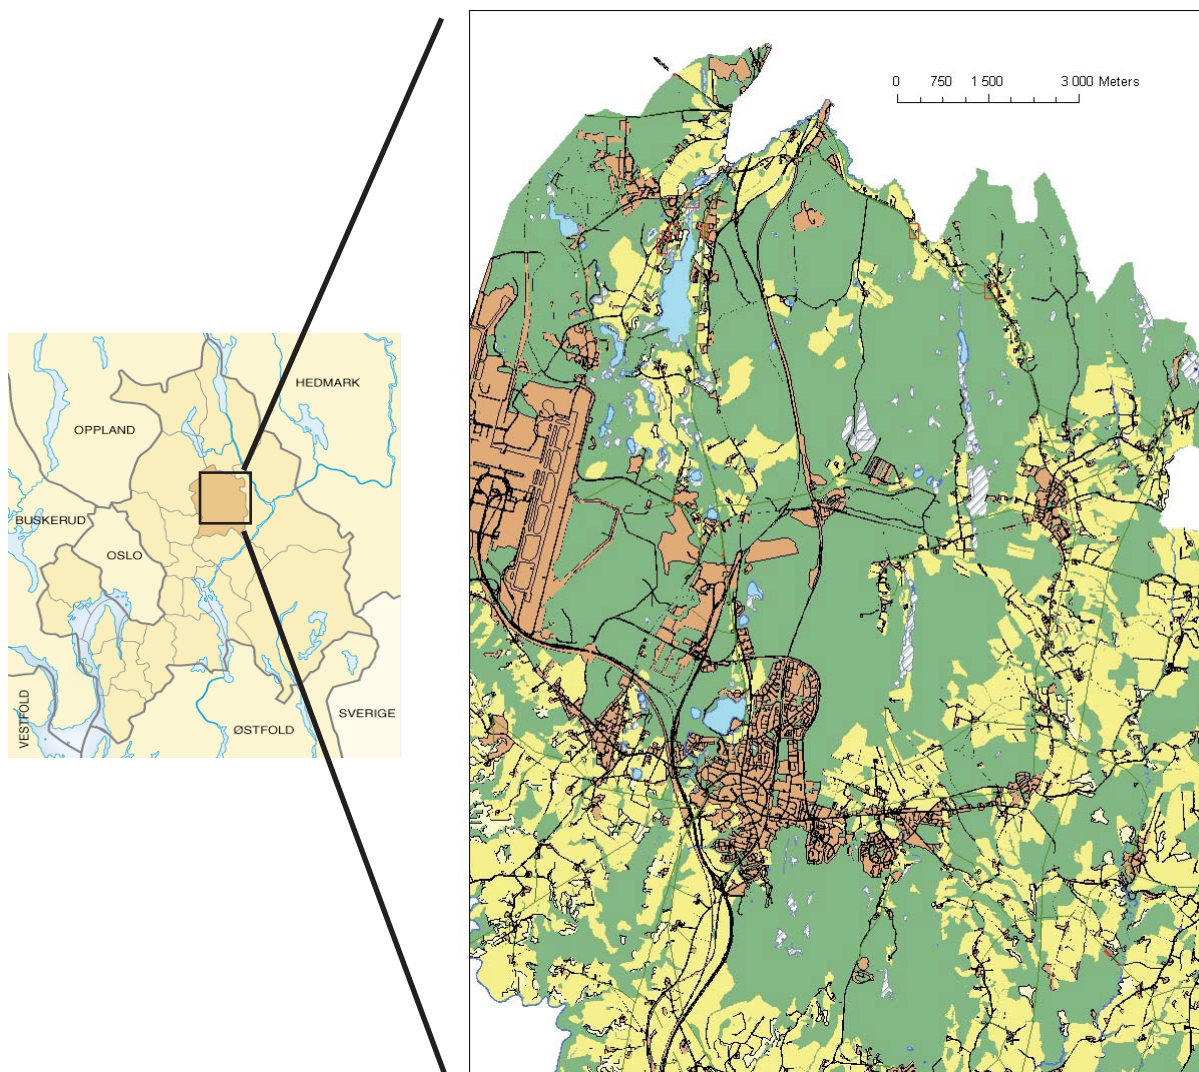 0 750 1 500 3 000 Meters
HEDMARK
OPPLAND
BUSKERUD
OSLO
VESTFOLD
ØSTFOLD
SVERIGE